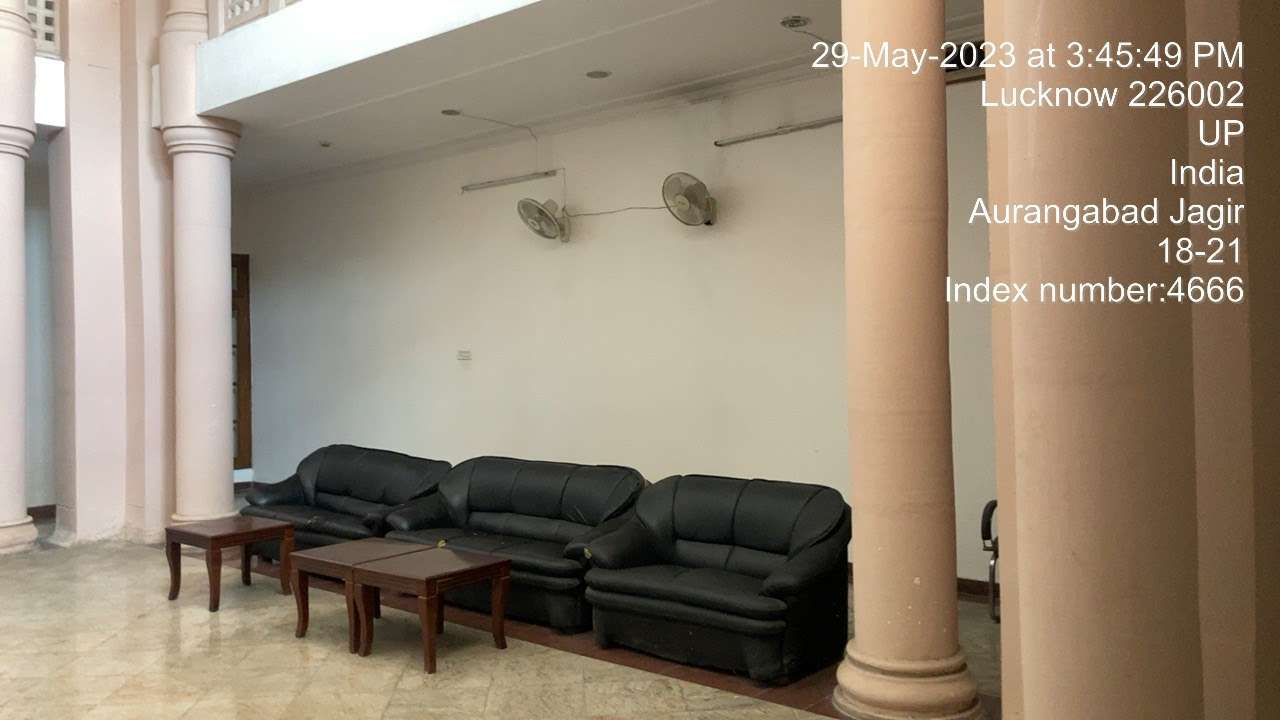 29-May-2023 at 3:45:49 PM
Lucknow 226002
UP
India
Aurangabad Jagir
18-21
Index number:4666